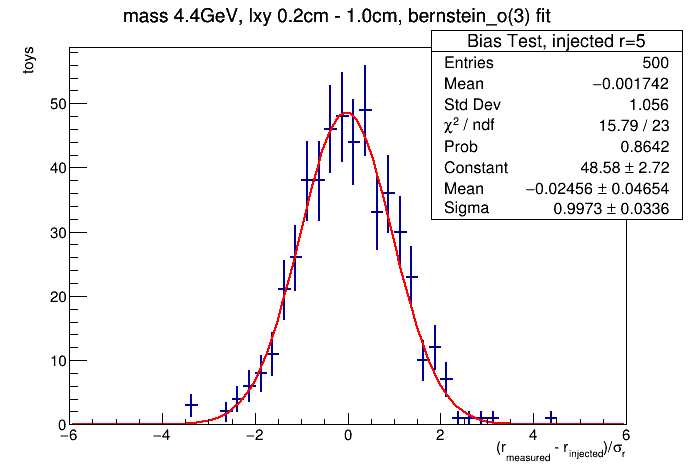 mass 4.4GeV, lxy 0.2cm - 1.0cm, bernstein_o(3) fit
Bias Test, injected r=5
Entries 500
Mean −0.001742
Std Dev 1.056
χ² / ndf 15.79 / 23
Prob 0.8642
Constant 48.58 ± 2.72
Mean −0.02456 ± 0.04654
Sigma 0.9973 ± 0.0336
toys
50
40
30
20
10
0
−6 −4 −2 0 2 4 6
(r_measured - r_injected)/σ_r